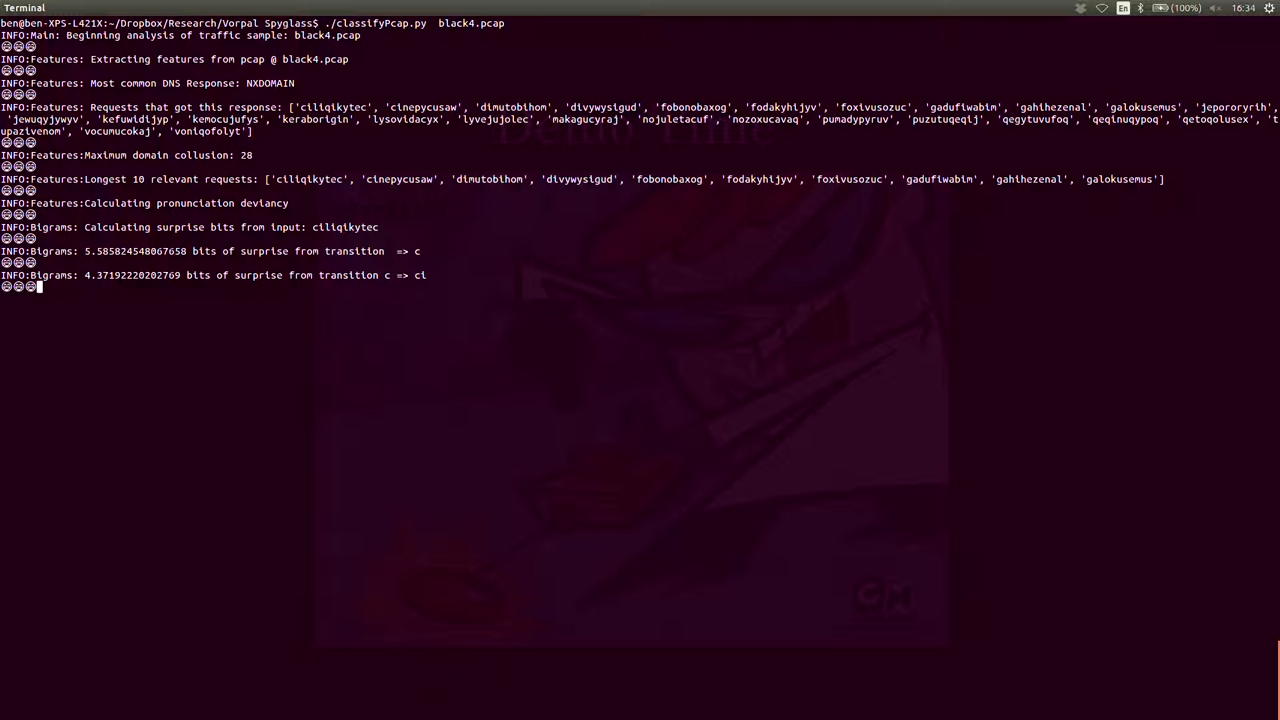 Terminal
En (100%) 16:34
ben@ben-XPS-L421X:~/Dropbox/Research/Vorpal Spyglass$ ./classifyPcap.py  black4.pcap
INFO:Main: Beginning analysis of traffic sample: black4.pcap
😄😄😄
INFO:Features: Extracting features from pcap @ black4.pcap
😄😄😄
INFO:Features: Most common DNS Response: NXDOMAIN
😄😄😄
INFO:Features: Requests that got this response: ['ciliqikytec', 'cinepycusaw', 'dimutobihom', 'divywysigud', 'fobonobaxog', 'fodakyhijyv', 'foxivusozuc', 'gadufiwabim', 'gahihezenal', 'galokusemus', 'jepororyrih',
'jewuqyjywyv', 'kefuwidijyp', 'kemocujufys', 'keraborigin', 'lysovidacyx', 'lyvejujolec', 'makagucyraj', 'nojuletacuf', 'nozoxucavaq', 'pumadypyruv', 'puzutuqeqij', 'qegytuvufoq', 'qeqinuqypoq', 'qetoqolusex', 't
upazivenom', 'vocumucokaj', 'voniqofolyt']
😄😄😄
INFO:Features:Maximum domain collusion: 28
😄😄😄
INFO:Features:Longest 10 relevant requests: ['ciliqikytec', 'cinepycusaw', 'dimutobihom', 'divywysigud', 'fobonobaxog', 'fodakyhijyv', 'foxivusozuc', 'gadufiwabim', 'gahihezenal', 'galokusemus']
😄😄😄
INFO:Features:Calculating pronunciation deviancy
😄😄😄
INFO:Bigrams: Calculating surprise bits from input: ciliqikytec
😄😄😄
INFO:Bigrams: 5.585824548067658 bits of surprise from transition  => c
😄😄😄
INFO:Bigrams: 4.37192220202769 bits of surprise from transition c => ci
😄😄😄
Demo Time
CN